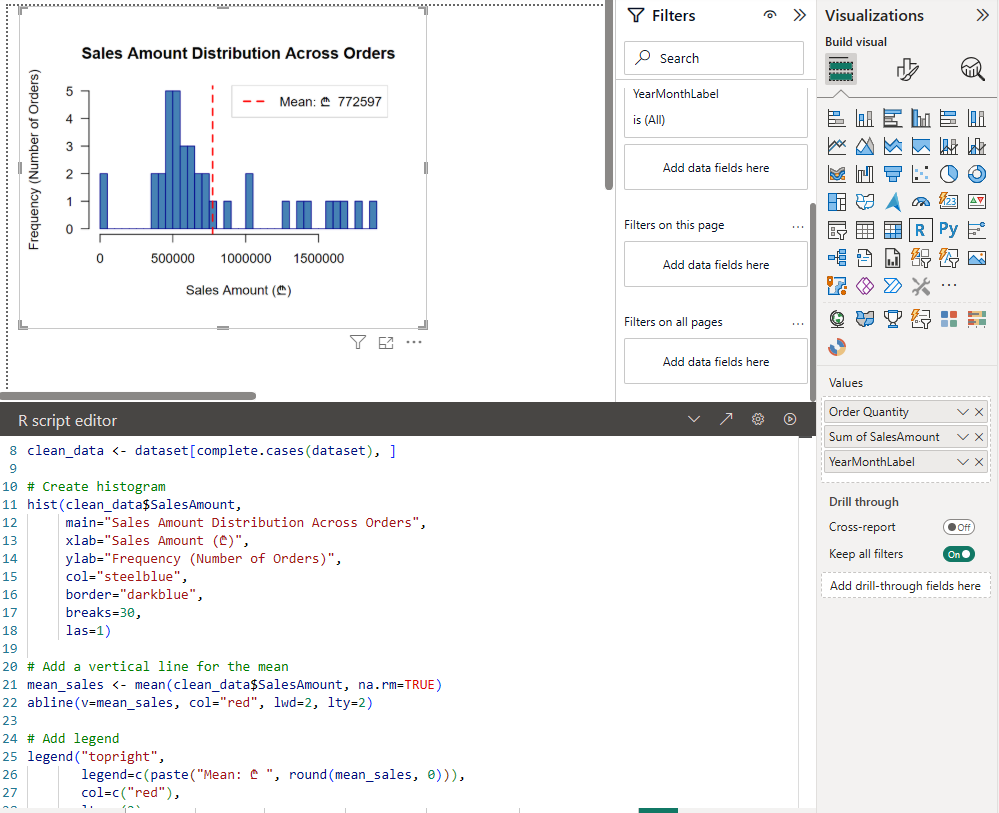 Sales Amount Distribution Across Orders
Frequency (Number of Orders)
5
4
3
2
1
0
Mean: ₾ 772597
0 500000 1000000 1500000
Sales Amount (₾)
Filters
Search
YearMonthLabel
is (All)
Add data fields here
Filters on this page ...
Add data fields here
Filters on all pages ...
Add data fields here
Visualizations
Build visual
123
R Py
...
Values
Order Quantity
Sum of SalesAmount
YearMonthLabel
Drill through
Cross-report Off
Keep all filters On
Add drill-through fields here
R script editor
8 clean_data <- dataset[complete.cases(dataset), ]
9
10 # Create histogram
11 hist(clean_data$SalesAmount,
12 main="Sales Amount Distribution Across Orders",
13 xlab="Sales Amount (₾)",
14 ylab="Frequency (Number of Orders)",
15 col="steelblue",
16 border="darkblue",
17 breaks=30,
18 las=1)
19
20 # Add a vertical line for the mean
21 mean_sales <- mean(clean_data$SalesAmount, na.rm=TRUE)
22 abline(v=mean_sales, col="red", lwd=2, lty=2)
23
24 # Add legend
25 legend("topright",
26 legend=c(paste("Mean: ₾ ", round(mean_sales, 0))),
27 col=c("red"),